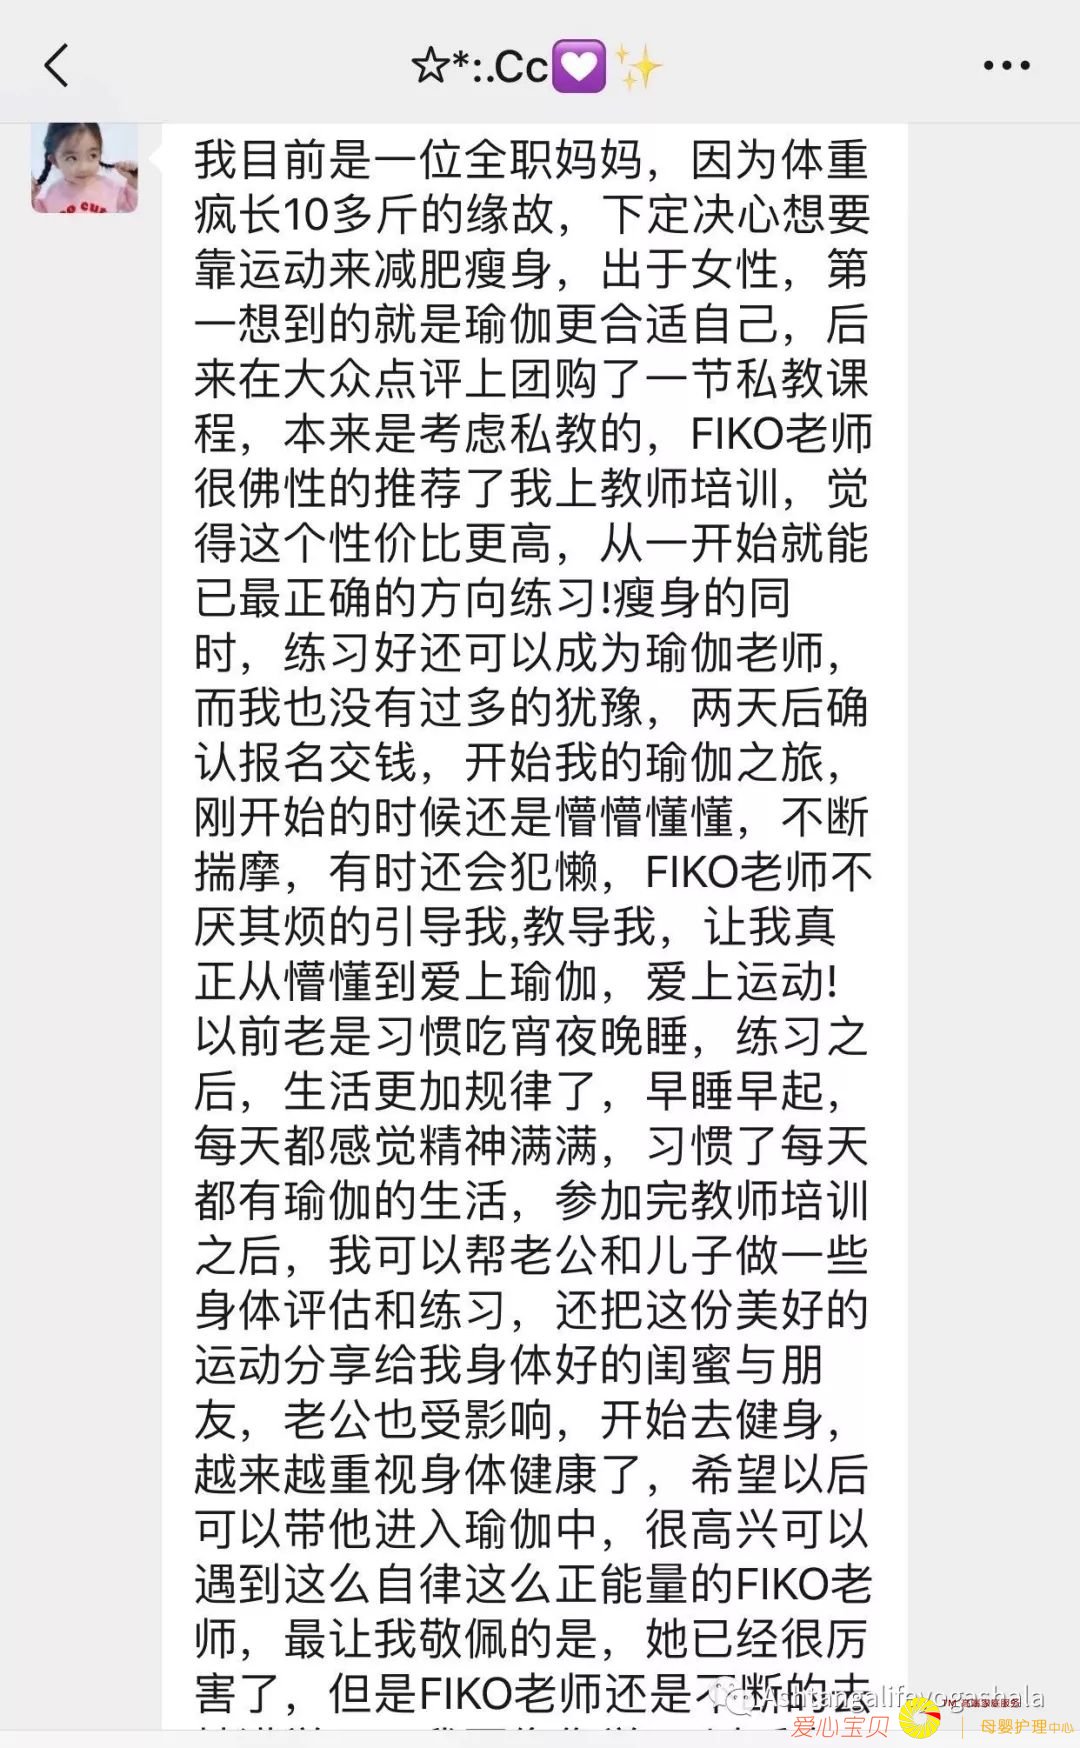 ☆*:.Cc💜✨
我目前是一位全职妈妈，因为体重
疯长10多斤的缘故，下定决心想要
靠运动来减肥瘦身，出于女性，第
一想到的就是瑜伽更合适自己，后
来在大众点评上团购了一节私教课
程，本来是考虑私教的，FIKO老师
很佛性的推荐了我上教师培训，觉
得这个性价比更高，从一开始就能
已最正确的方向练习!瘦身的同
时，练习好还可以成为瑜伽老师，
而我也没有过多的犹豫，两天后确
认报名交钱，开始我的瑜伽之旅，
刚开始的时候还是懵懵懂懂，不断
揣摩，有时还会犯懒，FIKO老师不
厌其烦的引导我,教导我，让我真
正从懵懂到爱上瑜伽，爱上运动!
以前老是习惯吃宵夜晚睡，练习之
后，生活更加规律了，早睡早起，
每天都感觉精神满满，习惯了每天
都有瑜伽的生活，参加完教师培训
之后，我可以帮老公和儿子做一些
身体评估和练习，还把这份美好的
运动分享给我身体好的闺蜜与朋
友，老公也受影响，开始去健身，
越来越重视身体健康了，希望以后
可以带他进入瑜伽中，很高兴可以
遇到这么自律这么正能量的FIKO老
师，最让我敬佩的是，她已经很厉
害了，但是FIKO老师还是不断的去
Ashtangalifeyogashala
爱心宝贝
高端家庭服务
母婴护理中心